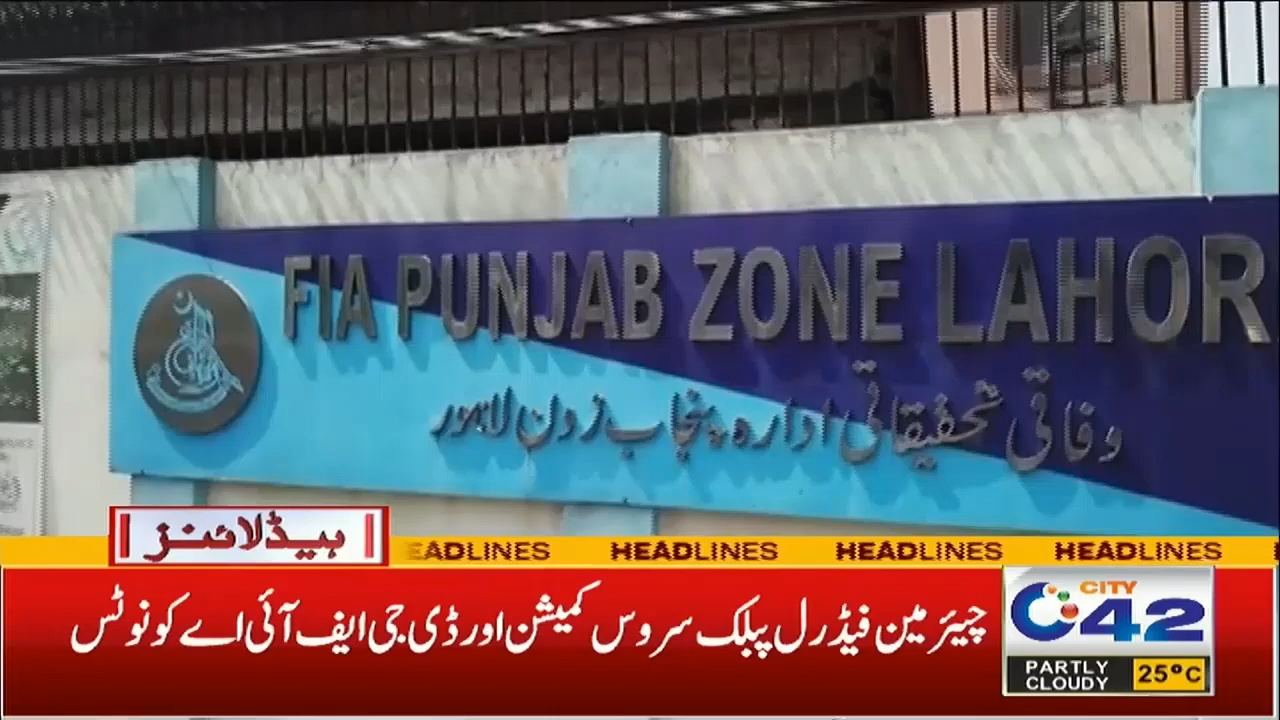 FIA PUNJAB ZONE LAHOR
وفاقی تحقیقاتی ادارہ پنجاب زون لاہور
ہیڈلائنز
EADLINES HEADLINES HEADLINES HEADLINES
چیئرمین فیڈرل پبلک سروس کمیشن اور ڈی جی ایف آئی اے کو نوٹس
CITY
42
PARTLY CLOUDY 25°C